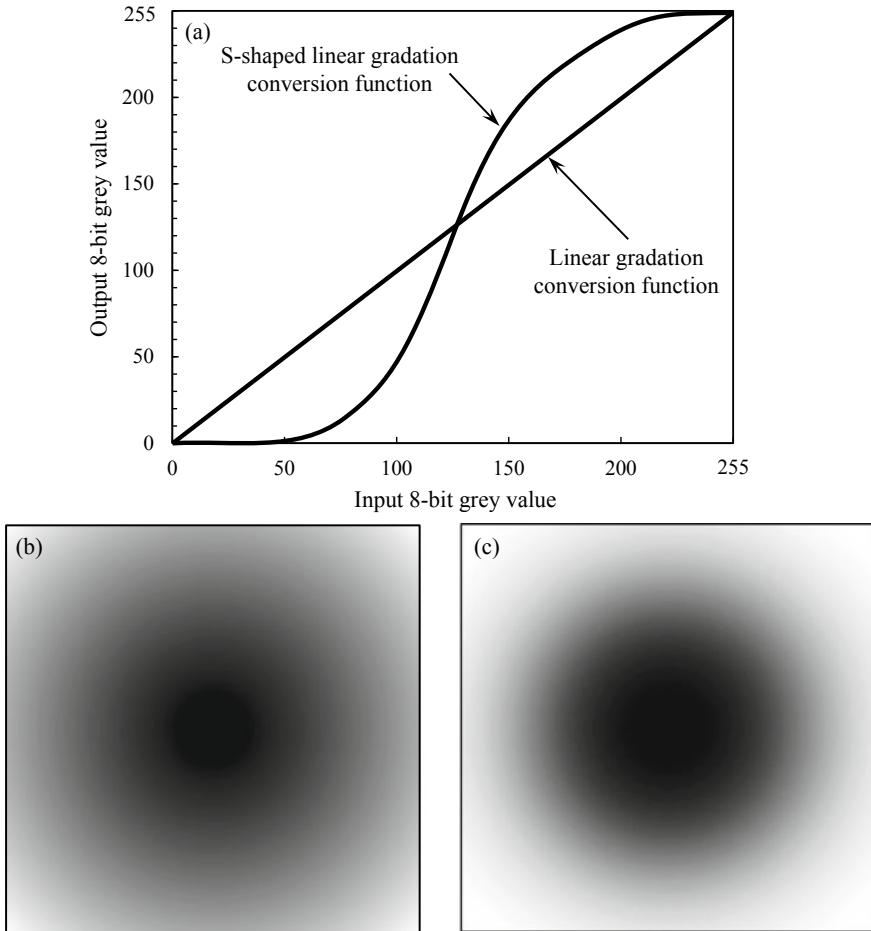 255
(a)
S-shaped linear gradation
conversion function
200
150
100
50
0
Output 8-bit grey value
Linear gradation
conversion function
0 50 100 150 200 255
Input 8-bit grey value
(b)
(c)